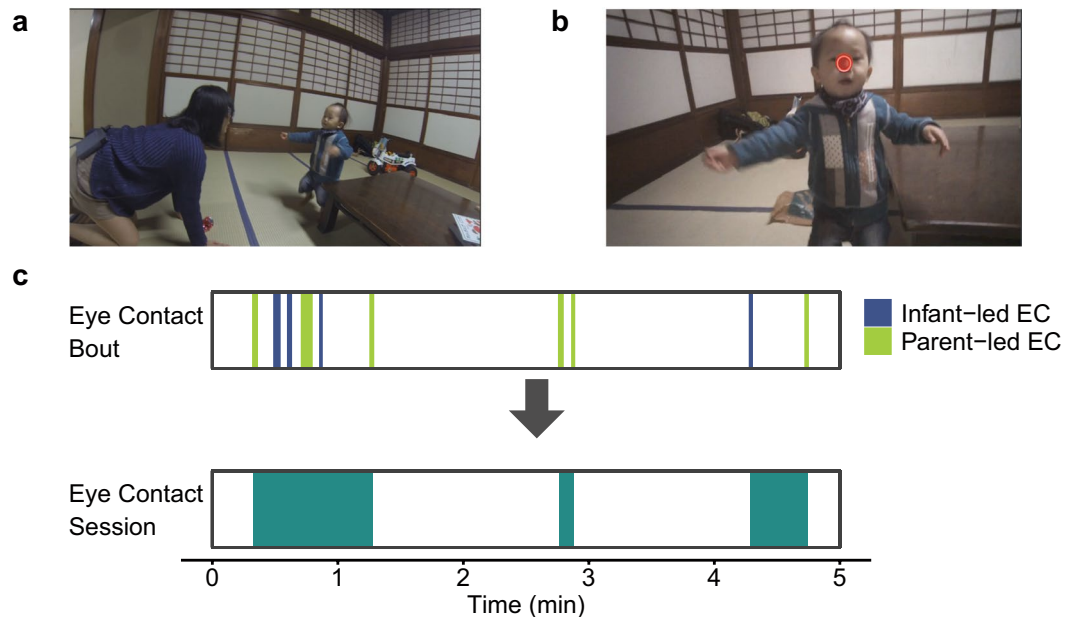 a
b
c
Eye Contact
Bout
Infant−led EC
Parent−led EC
Eye Contact
Session
0 1 2 3 4 5
Time (min)